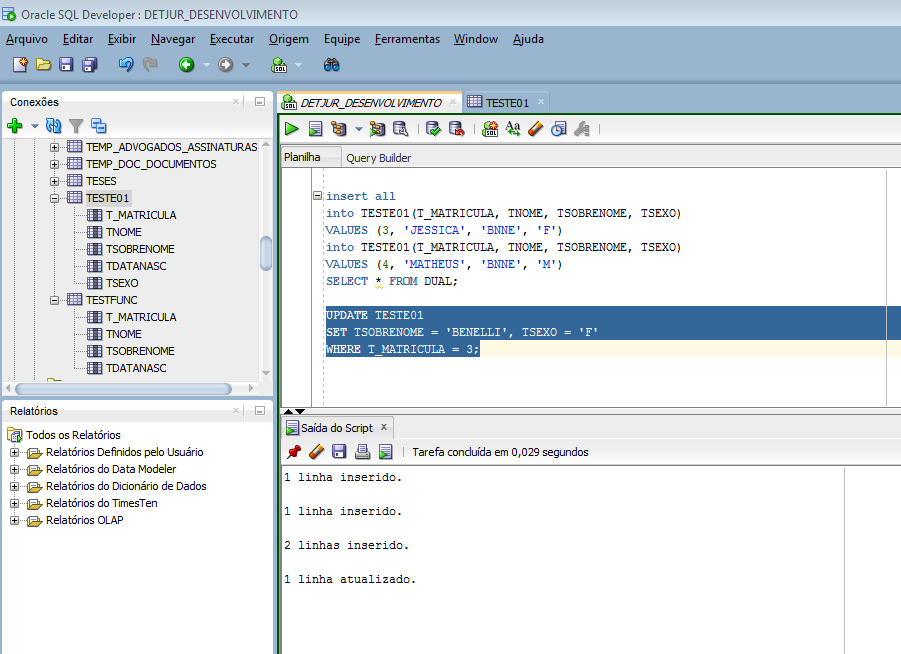 Oracle SQL Developer : DETJUR_DESENVOLVIMENTO
Arquivo Editar Exibir Navegar Executar Origem Equipe Ferramentas Window Ajuda
Conexões
TEMP_ADVOGADOS_ASSINATURAS
TEMP_DOC_DOCUMENTOS
TESES
TESTE01
T_MATRICULA
TNOME
TSOBRENOME
TDATANASC
TSEXO
TESTFUNC
T_MATRICULA
TNOME
TSOBRENOME
TDATANASC
Relatórios
Todos os Relatórios
Relatórios Definidos pelo Usuário
Relatórios do Data Modeler
Relatórios do Dicionário de Dados
Relatórios do TimesTen
Relatórios OLAP
DETJUR_DESENVOLVIMENTO TESTE01
Planilha Query Builder
insert all
into TESTE01(T_MATRICULA, TNOME, TSOBRENOME, TSEXO)
VALUES (3, 'JESSICA', 'BNNE', 'F')
into TESTE01(T_MATRICULA, TNOME, TSOBRENOME, TSEXO)
VALUES (4, 'MATHEUS', 'BNNE', 'M')
SELECT * FROM DUAL;
UPDATE TESTE01
SET TSOBRENOME = 'BENELLI', TSEXO = 'F'
WHERE T_MATRICULA = 3;
Saída do Script
Tarefa concluída em 0,029 segundos
1 linha inserido.
1 linha inserido.
2 linhas inserido.
1 linha atualizado.